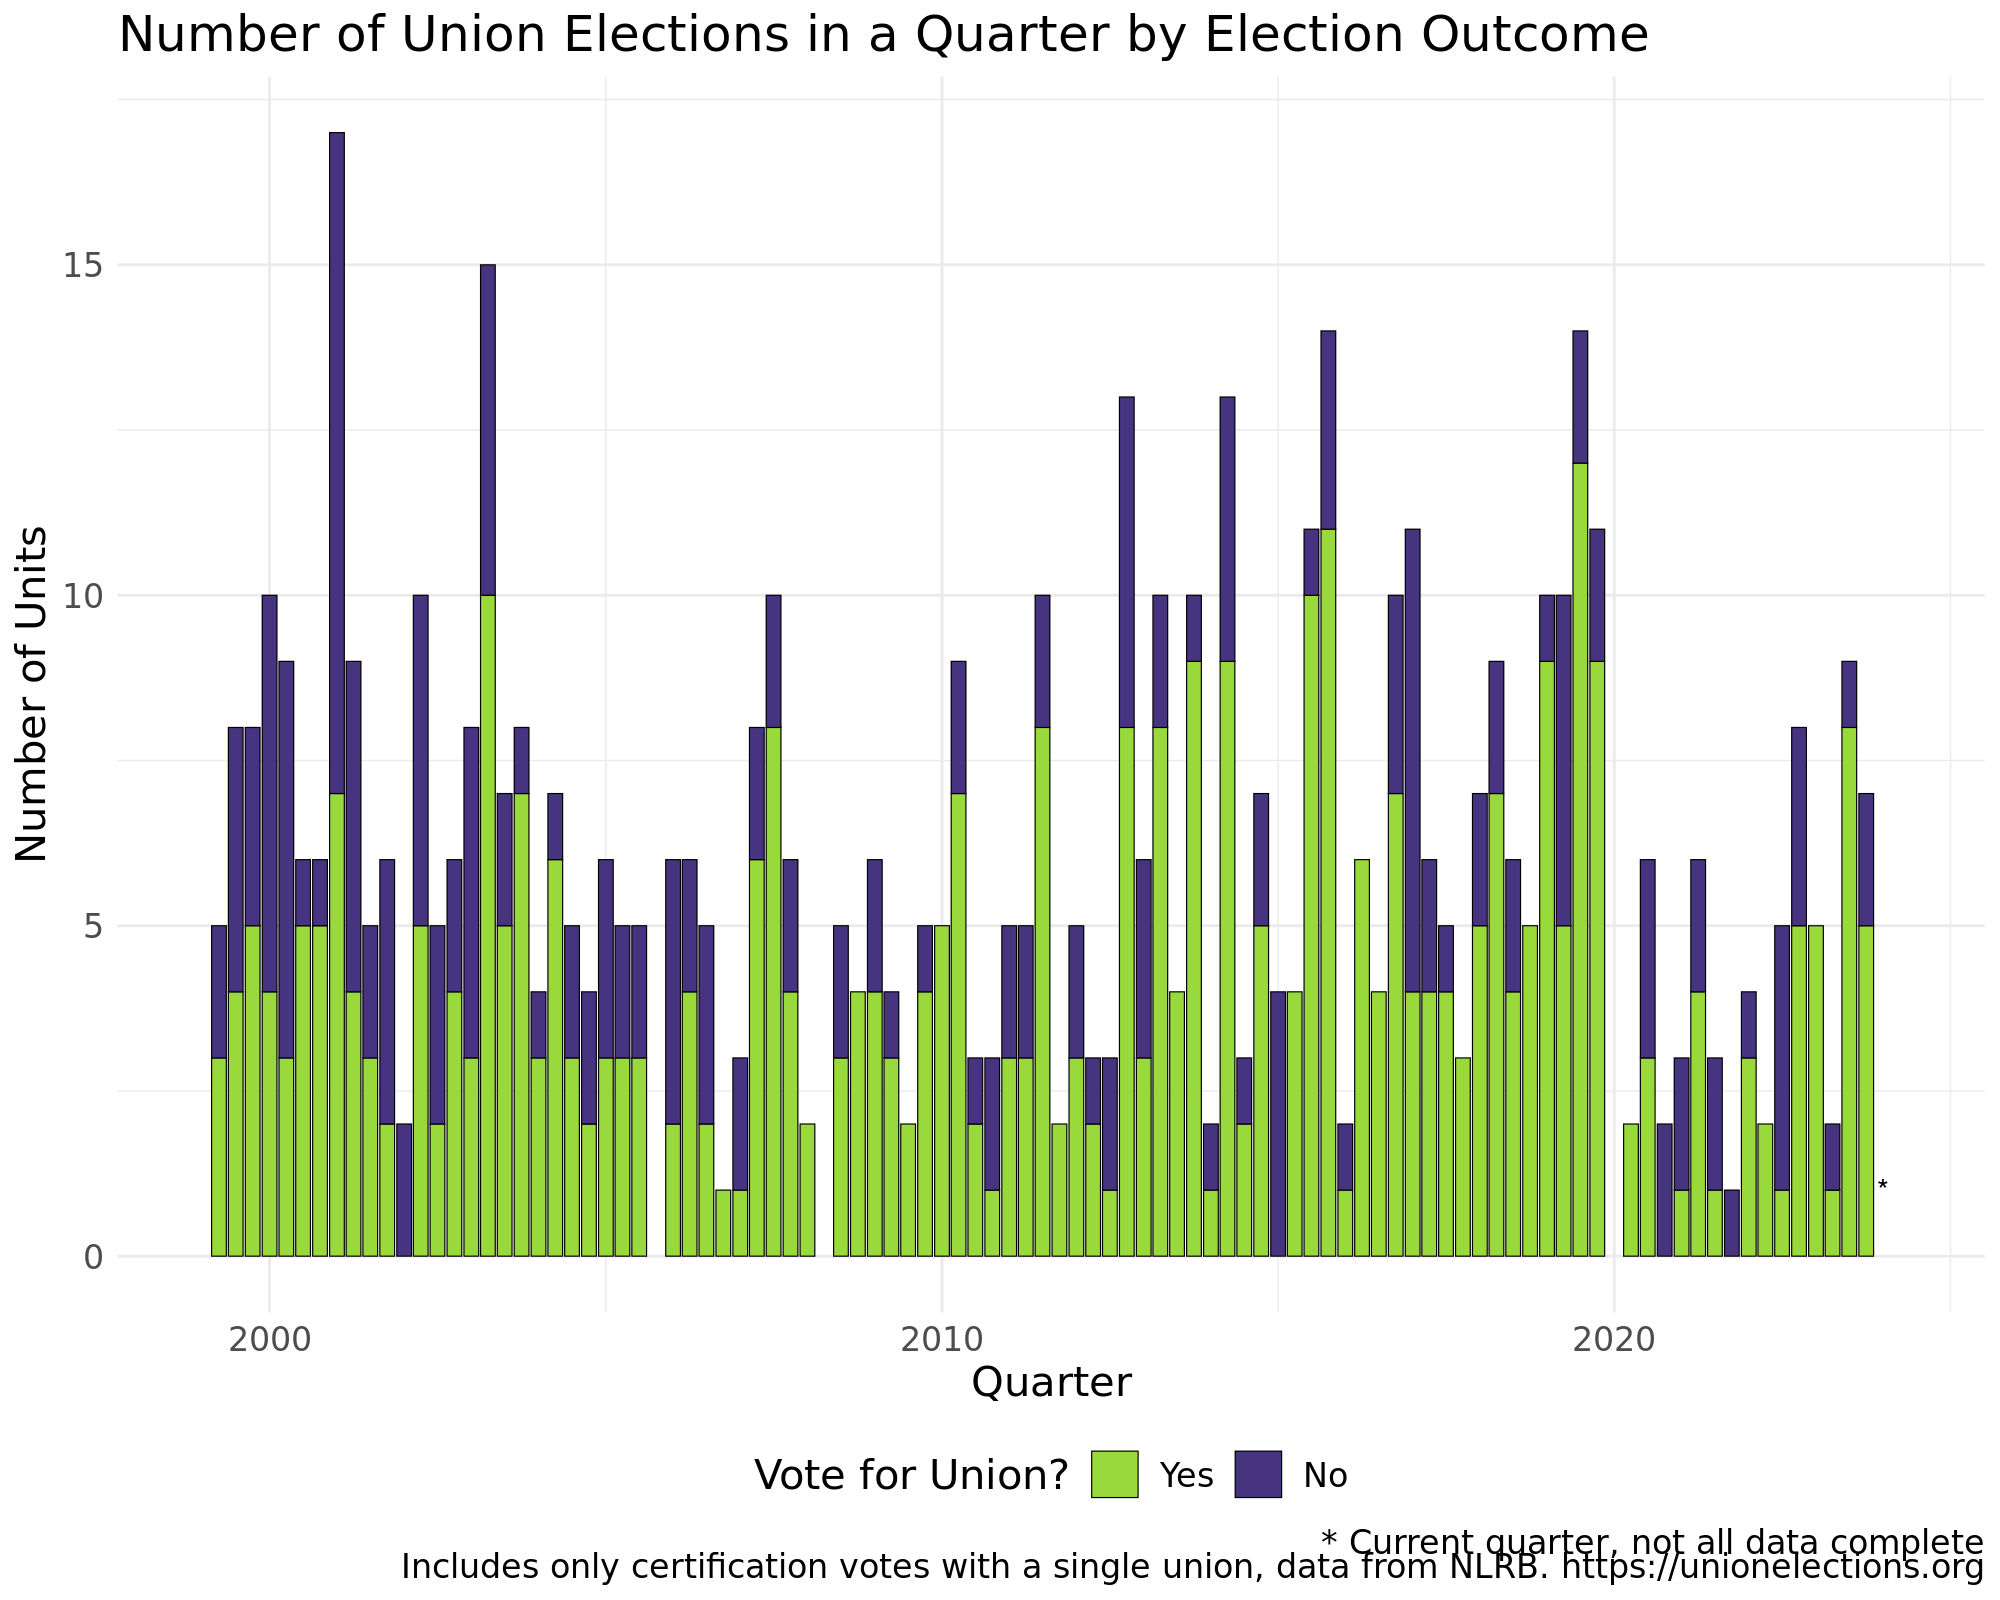 Number of Union Elections in a Quarter by Election Outcome
Number of Units
15
10
5
0
*
2000 2010 2020
Quarter
Vote for Union? Yes No
* Current quarter, not all data complete
Includes only certification votes with a single union, data from NLRB. https://unionelections.org